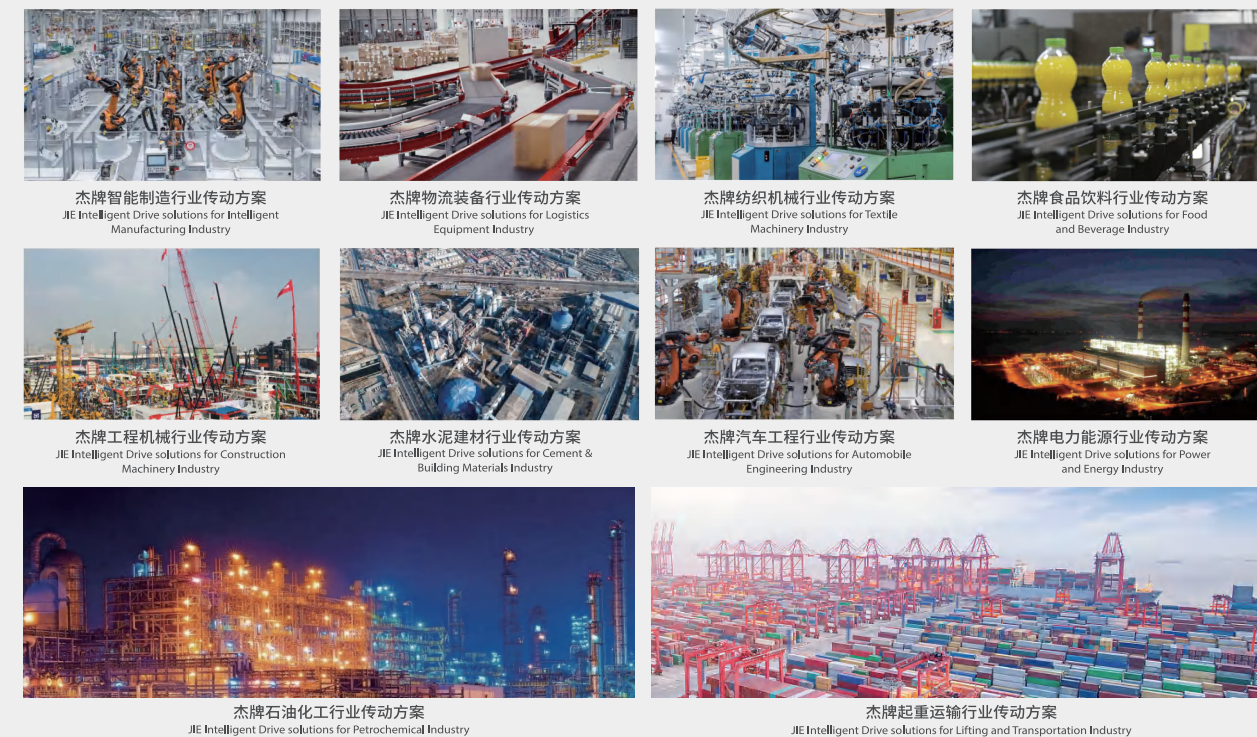 杰牌智能制造行业传动方案
JIE Intelligent Drive solutions for Intelligent
Manufacturing Industry
杰牌物流装备行业传动方案
JIE Intelligent Drive solutions for Logistics
Equipment Industry
杰牌纺织机械行业传动方案
JIE Intelligent Drive solutions for Textile
Machinery Industry
杰牌食品饮料行业传动方案
JIE Intelligent Drive solutions for Food
and Beverage Industry
杰牌工程机械行业传动方案
JIE Intelligent Drive solutions for Construction
Machinery Industry
杰牌水泥建材行业传动方案
JIE Intelligent Drive solutions for Cement &
Building Materials Industry
杰牌汽车工程行业传动方案
JIE Intelligent Drive solutions for Automobile
Engineering Industry
杰牌电力能源行业传动方案
JIE Intelligent Drive solutions for Power
and Energy Industry
杰牌石油化工行业传动方案
JIE Intelligent Drive solutions for Petrochemical Industry
杰牌起重运输行业传动方案
JIE Intelligent Drive solutions for Lifting and Transportation Industry